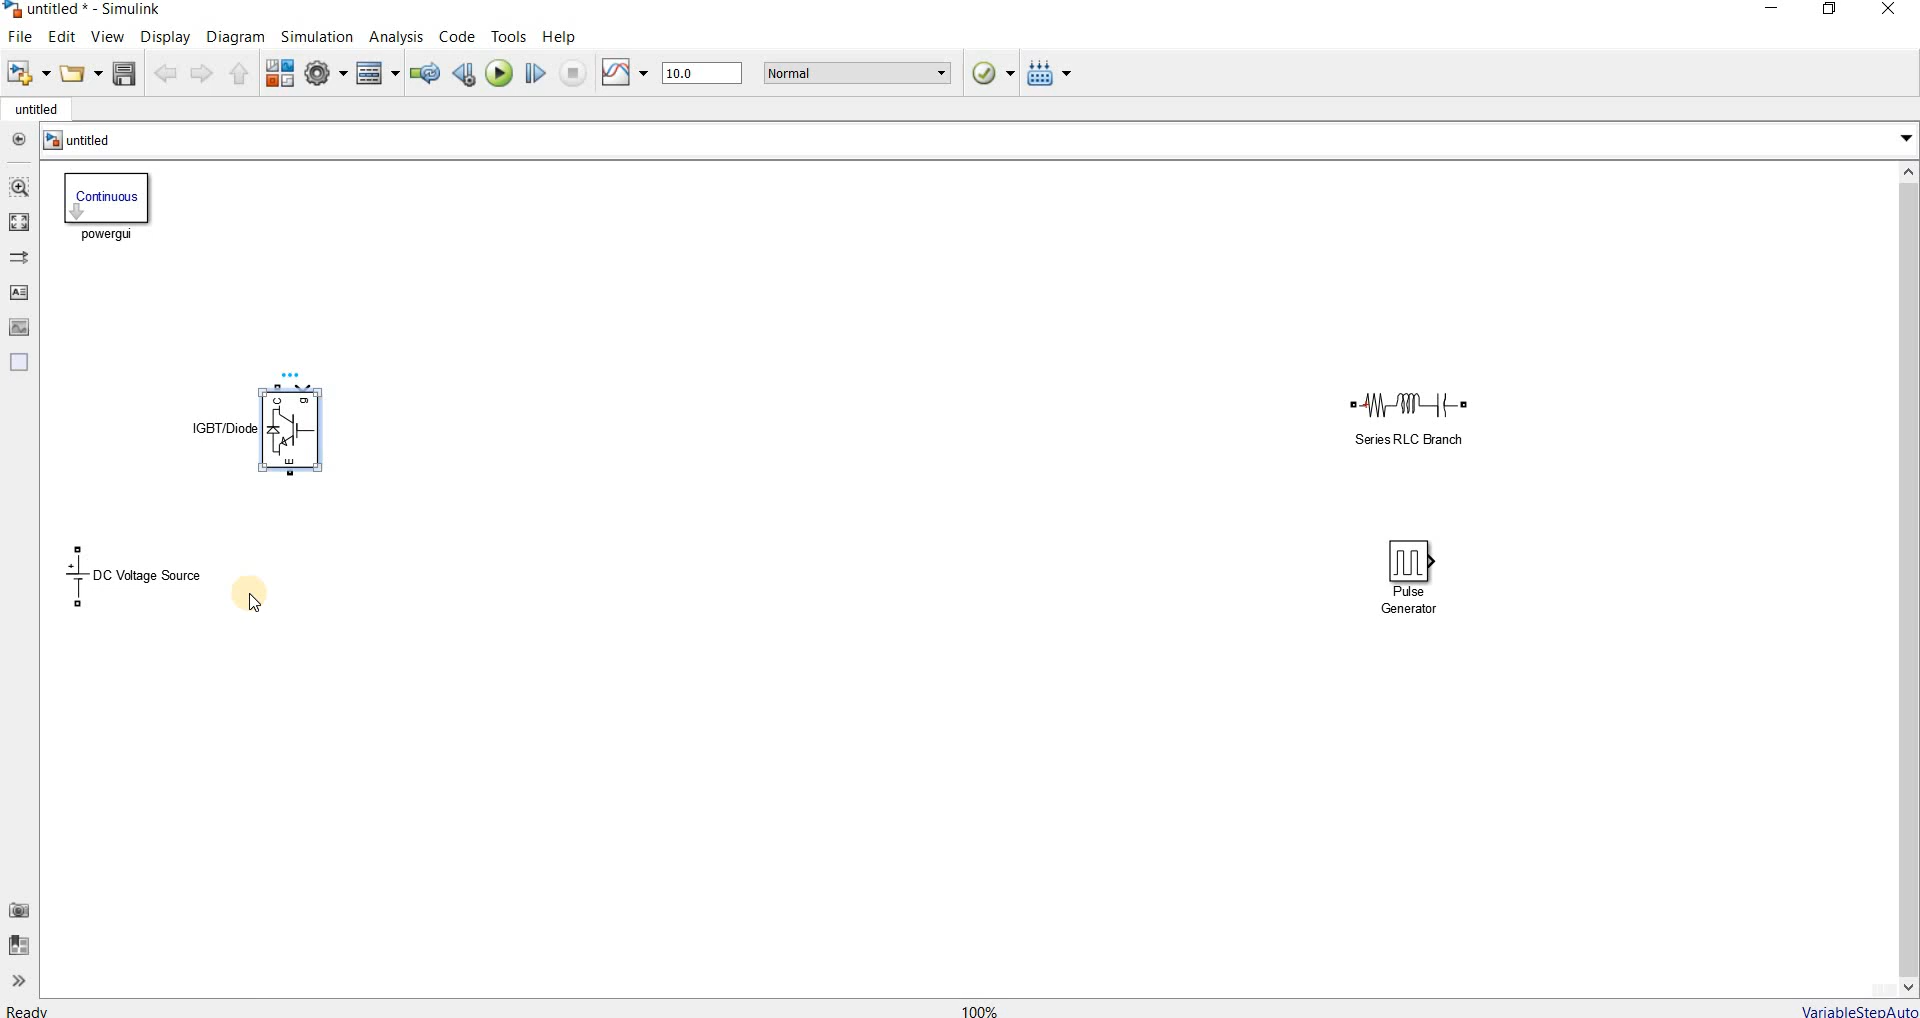 untitled * - Simulink
File Edit View Display Diagram Simulation Analysis Code Tools Help
10.0 Normal
untitled
untitled
Continuous
powergui
C g
IGBT/Diode
E
Series RLC Branch
+
DC Voltage Source
Pulse
Generator
Ready 100% VariableStepAuto